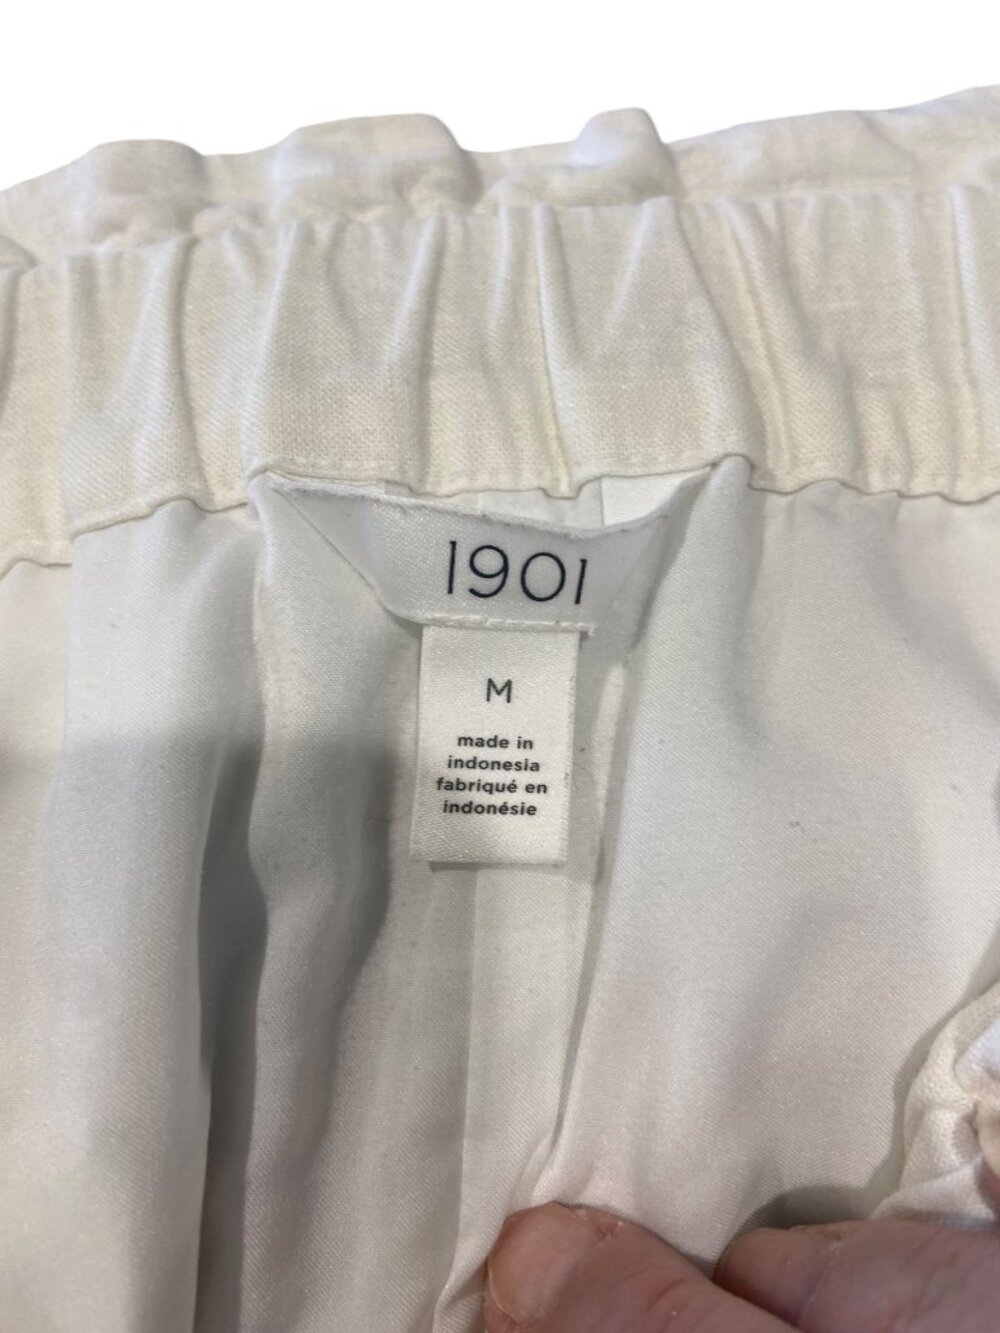 1901
M
made in
indonesia
fabriqué en
indonésie